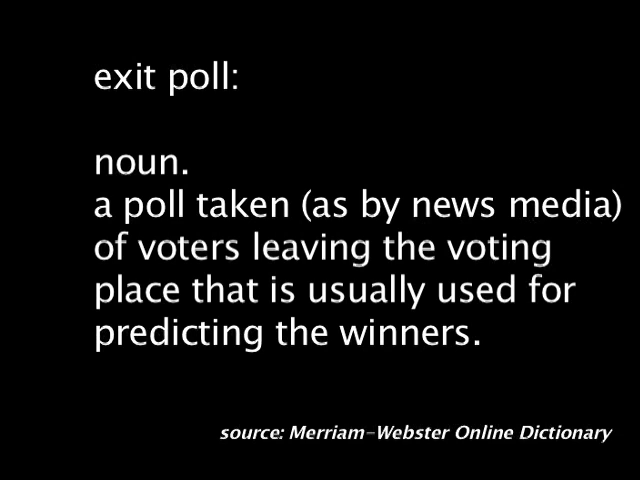 exit poll:
noun.
a poll taken (as by news media)
of voters leaving the voting
place that is usually used for
predicting the winners.
source: Merriam-Webster Online Dictionary